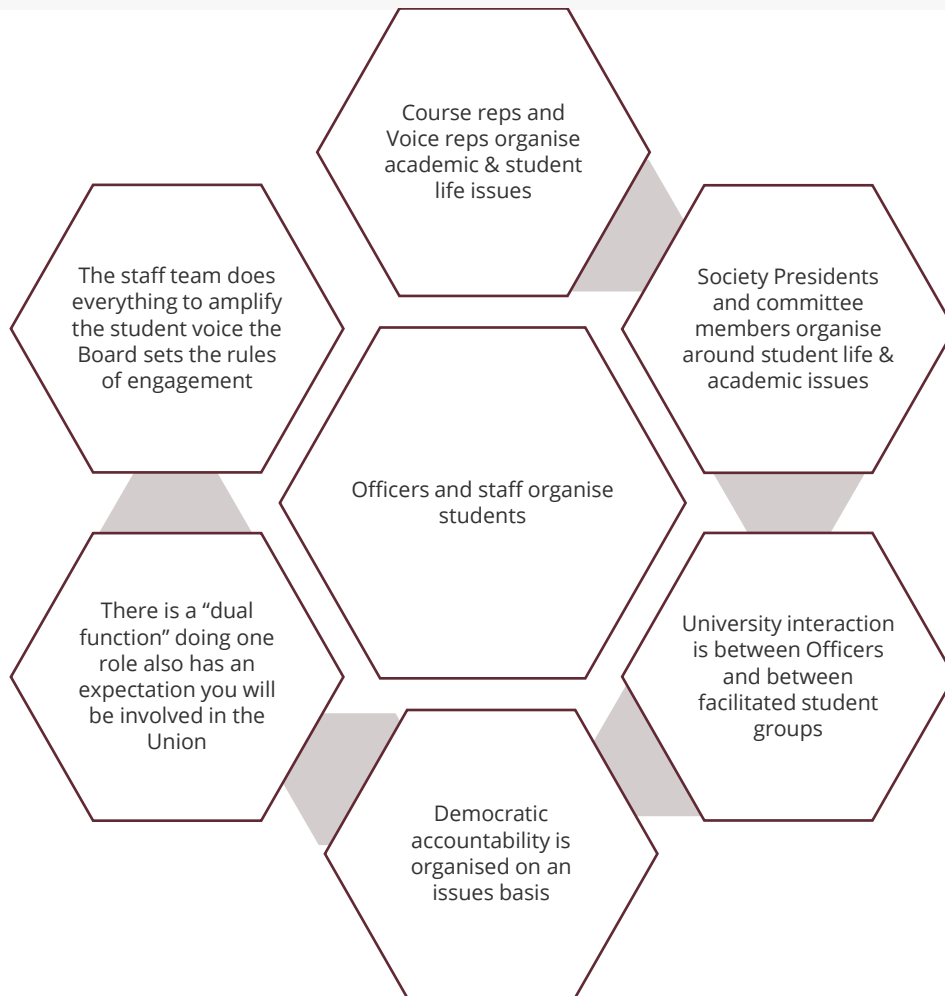 Course reps and
Voice reps organise
academic & student
life issues
Society Presidents
and committee
members organise
around student life &
academic issues
University interaction
is between Officers
and between
facilitated student
groups
Democratic
accountability is
organised on an
issues basis
There is a “dual
function” doing one
role also has an
expectation you will
be involved in the
Union
The staff team does
everything to amplify
the student voice the
Board sets the rules
of engagement
Officers and staff organise
students